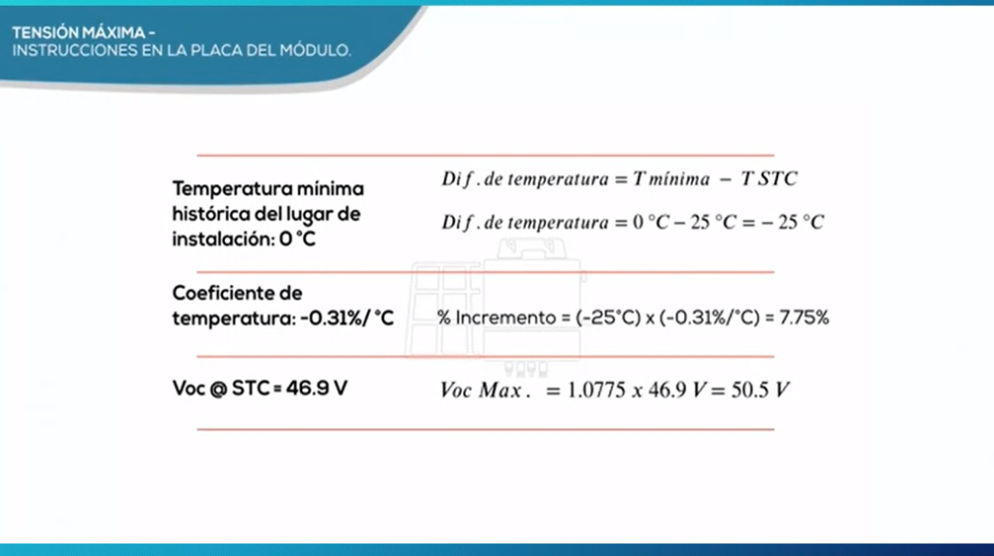 TENSIÓN MÁXIMA -
INSTRUCCIONES EN LA PLACA DEL MÓDULO.
Temperatura mínima
histórica del lugar de
instalación: 0 °C
Dif. de temperatura = T mínima - T STC
Dif. de temperatura = 0 °C - 25 °C = - 25 °C
Coeficiente de
temperatura: -0.31%/ °C
% Incremento = (-25°C) x (-0.31%/°C) = 7.75%
Voc @ STC = 46.9 V
Voc Max. = 1.0775 x 46.9 V = 50.5 V